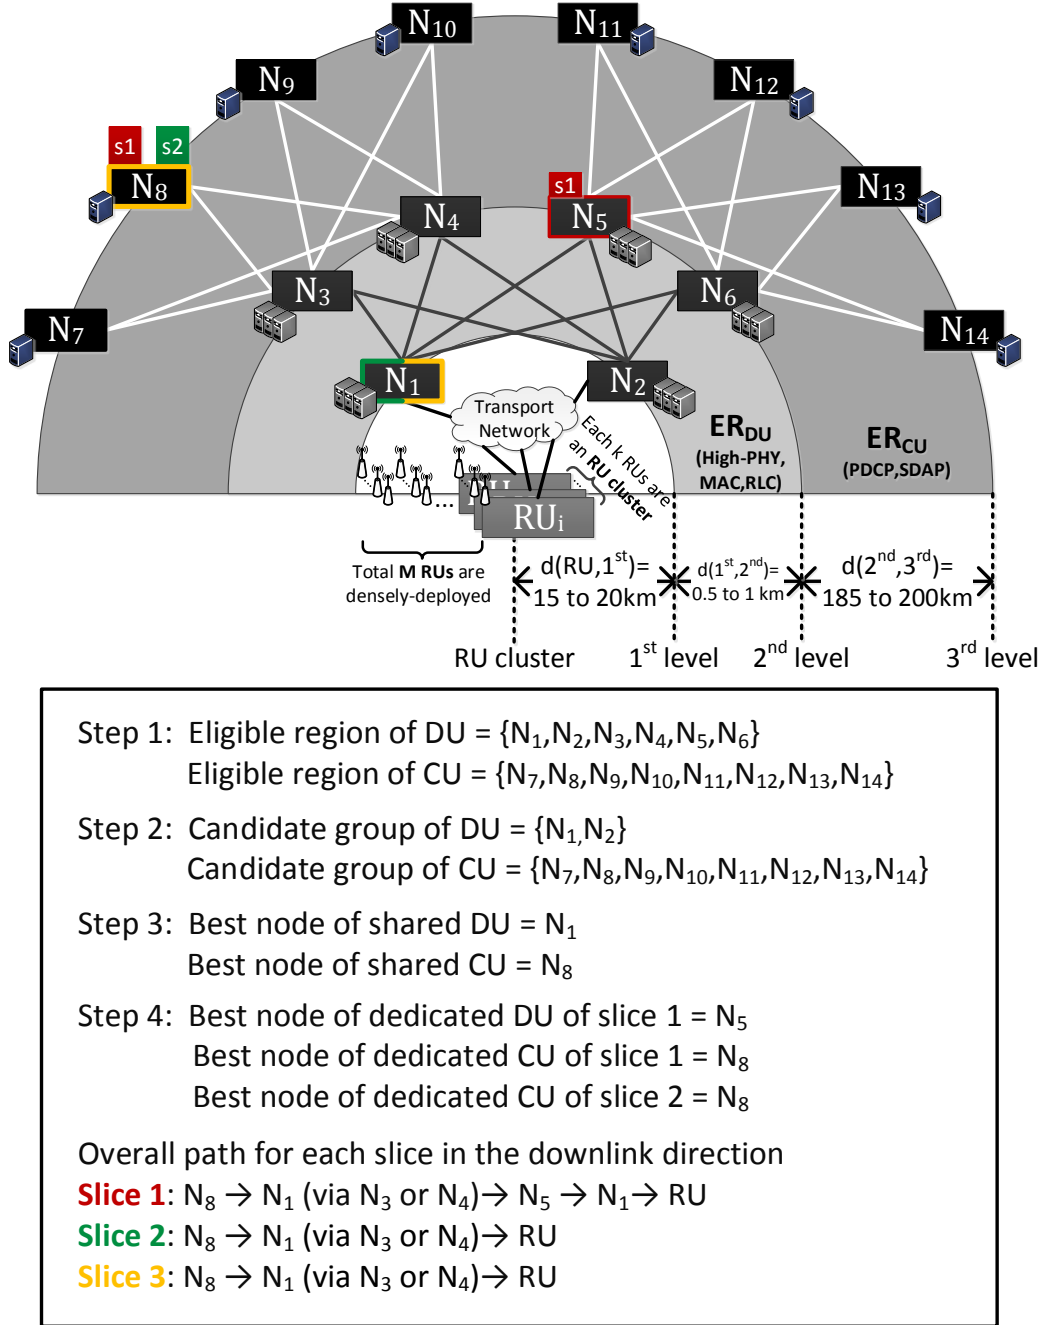 N10
N11
N9
N12
s1
s2
N8
s1
N13
N4
N5
N3
N6
N7
N14
N1
N2
Transport
Network
Each k RUs are
an RU cluster
ERDU
(High-PHY,
MAC,RLC)
ERCU
(PDCP,SDAP)
...
...
RUi
Total M RUs are
densely-deployed
d(RU,1st)=
15 to 20km
d(1st,2nd)=
0.5 to 1 km
d(2nd,3rd)=
185 to 200km
RU cluster
1st level
2nd level
3rd level
Step 1: Eligible region of DU = {N1,N2,N3,N4,N5,N6}
Eligible region of CU = {N7,N8,N9,N10,N11,N12,N13,N14}
Step 2: Candidate group of DU = {N1,N2}
Candidate group of CU = {N7,N8,N9,N10,N11,N12,N13,N14}
Step 3: Best node of shared DU = N1
Best node of shared CU = N8
Step 4: Best node of dedicated DU of slice 1 = N5
Best node of dedicated CU of slice 1 = N8
Best node of dedicated CU of slice 2 = N8
Overall path for each slice in the downlink direction
Slice 1: N8 → N1 (via N3 or N4)→ N5 → N1→ RU
Slice 2: N8 → N1 (via N3 or N4)→ RU
Slice 3: N8 → N1 (via N3 or N4)→ RU